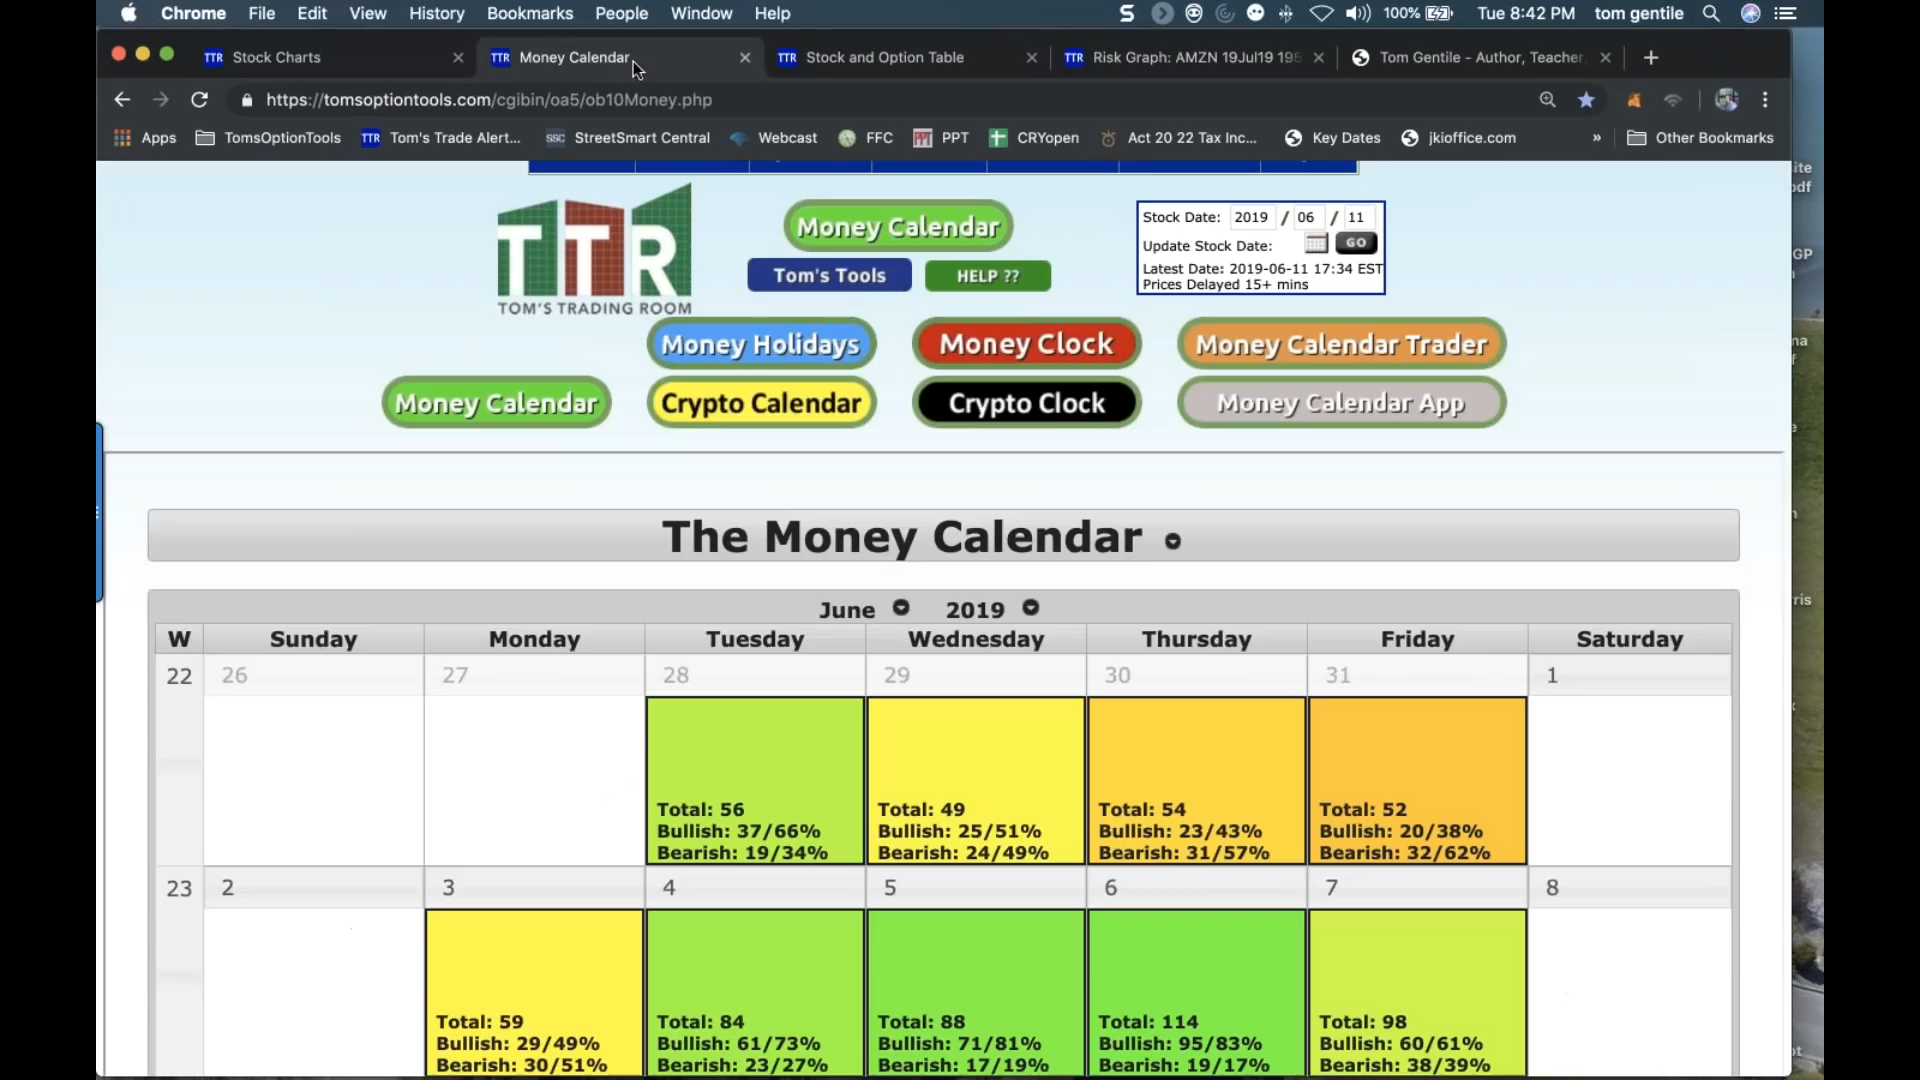 Chrome File Edit View History Bookmarks People Window Help 100% Tue 8:42 PM tom gentile
TTR Stock Charts TTR Money Calendar TTR Stock and Option Table TTR Risk Graph: AMZN 19Jul19 195 Tom Gentile - Author, Teacher,
https://tomsoptiontools.com/cgibin/oa5/ob10Money.php
Apps TomsOptionTools TTR Tom's Trade Alert... SSC StreetSmart Central Webcast FFC PPT CRYopen Act 20 22 Tax Inc... Key Dates jkioffice.com » Other Bookmarks
TTR
TOM'S TRADING ROOM
Money Calendar
Tom's Tools HELP ??
Stock Date: 2019 / 06 / 11
Update Stock Date: GO
Latest Date: 2019-06-11 17:34 EST
Prices Delayed 15+ mins
Money Holidays Money Clock Money Calendar Trader
Money Calendar Crypto Calendar Crypto Clock Money Calendar App
The Money Calendar
June 2019
W Sunday Monday Tuesday Wednesday Thursday Friday Saturday
22 26 27 28 29 30 31 1
Total: 56 Total: 49 Total: 54 Total: 52
Bullish: 37/66% Bullish: 25/51% Bullish: 23/43% Bullish: 20/38%
Bearish: 19/34% Bearish: 24/49% Bearish: 31/57% Bearish: 32/62%
23 2 3 4 5 6 7 8
Total: 59 Total: 84 Total: 88 Total: 114 Total: 98
Bullish: 29/49% Bullish: 61/73% Bullish: 71/81% Bullish: 95/83% Bullish: 60/61%
Bearish: 30/51% Bearish: 23/27% Bearish: 17/19% Bearish: 19/17% Bearish: 38/39%